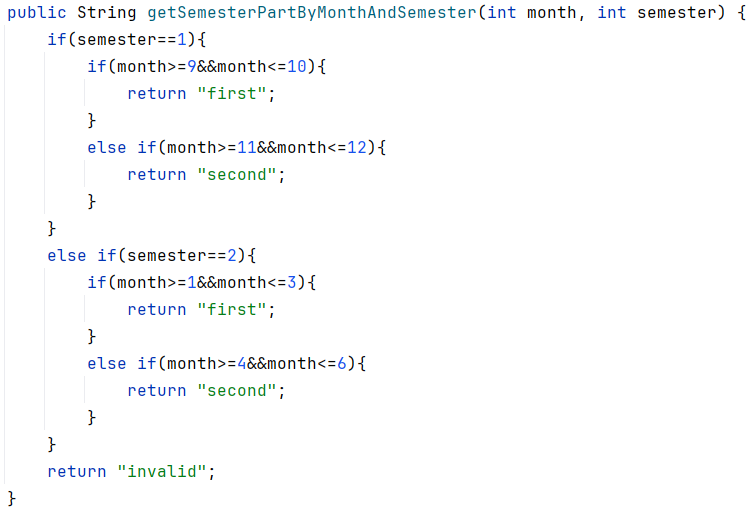 public String getSemesterPartByMonthAndSemester(int month, int semester) {
    if(semester==1){
        if(month>=9&&month<=10){
            return "first";
        }
        else if(month>=11&&month<=12){
            return "second";
        }
    }
    else if(semester==2){
        if(month>=1&&month<=3){
            return "first";
        }
        else if(month>=4&&month<=6){
            return "second";
        }
    }
    return "invalid";
}